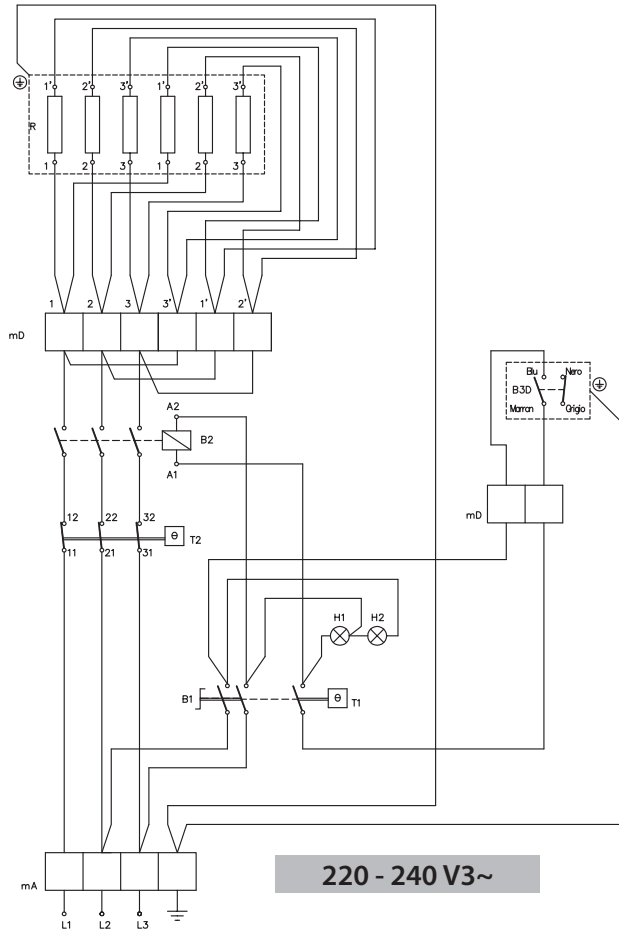 1' 2' 3' 1' 2' 3'
R
1 2 3 1 2 3
1 2 3 3' 1' 2'
mD
Blu Nero
B3D
Marron Grigio
A2
B2
A1
mD
12 22 32
θ T2
11 21 31
H1 H2
B1 θ T1
220 - 240 V3~
mA
L1 L2 L3